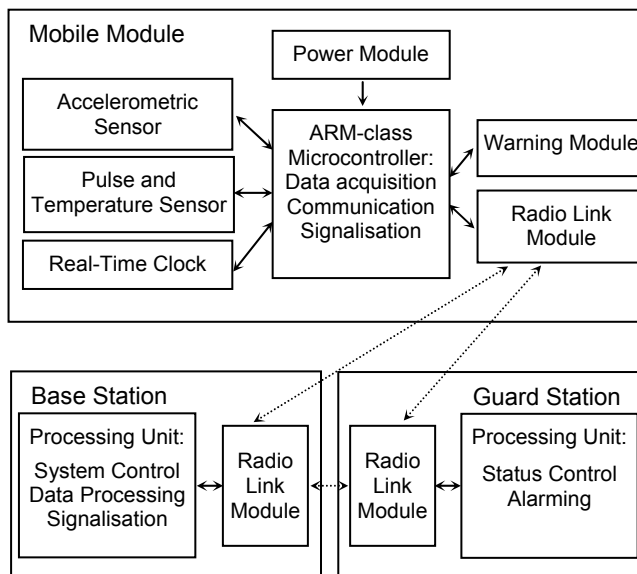 Mobile Module
Power Module
Accelerometric
Sensor
Pulse and
Temperature Sensor
Real-Time Clock
ARM-class
Microcontroller:
Data acquisition
Communication
Signalisation
Warning Module
Radio Link
Module
Base Station
Processing Unit:
System Control
Data Processing
Signalisation
Radio
Link
Module
Guard Station
Radio
Link
Module
Processing Unit:
Status Control
Alarming